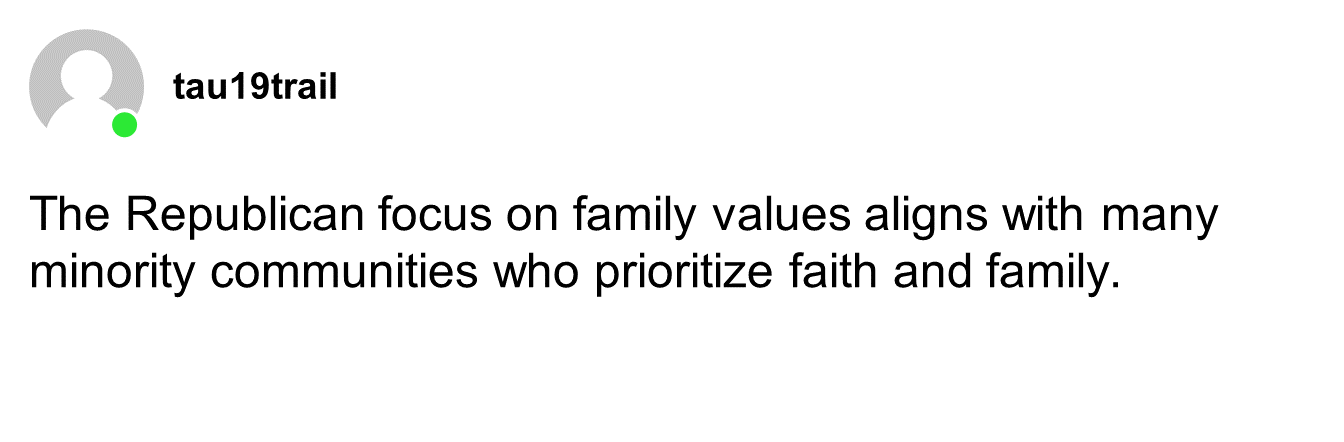 tau19trail
The Republican focus on family values aligns with many
minority communities who prioritize faith and family.